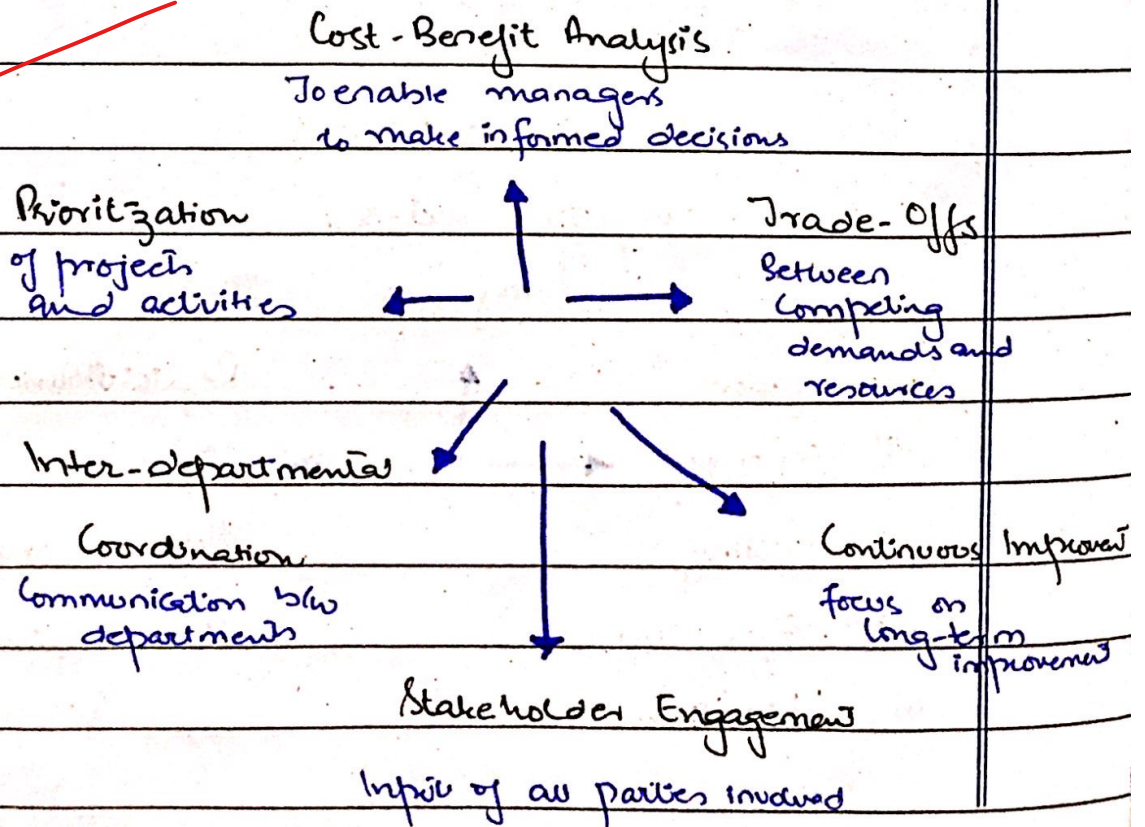 Cost-Benefit Analysis.
To enable managers
to make informed decisions
Prioritization
of projects
and activities
Trade-Offs
Between
Competing
demands and
resources
Inter-departmental
Coordination
Communication b/w
departments
Continuous Improvemt
focus on
long-term
improvement
Stakeholder Engagement
Input of all parties involved